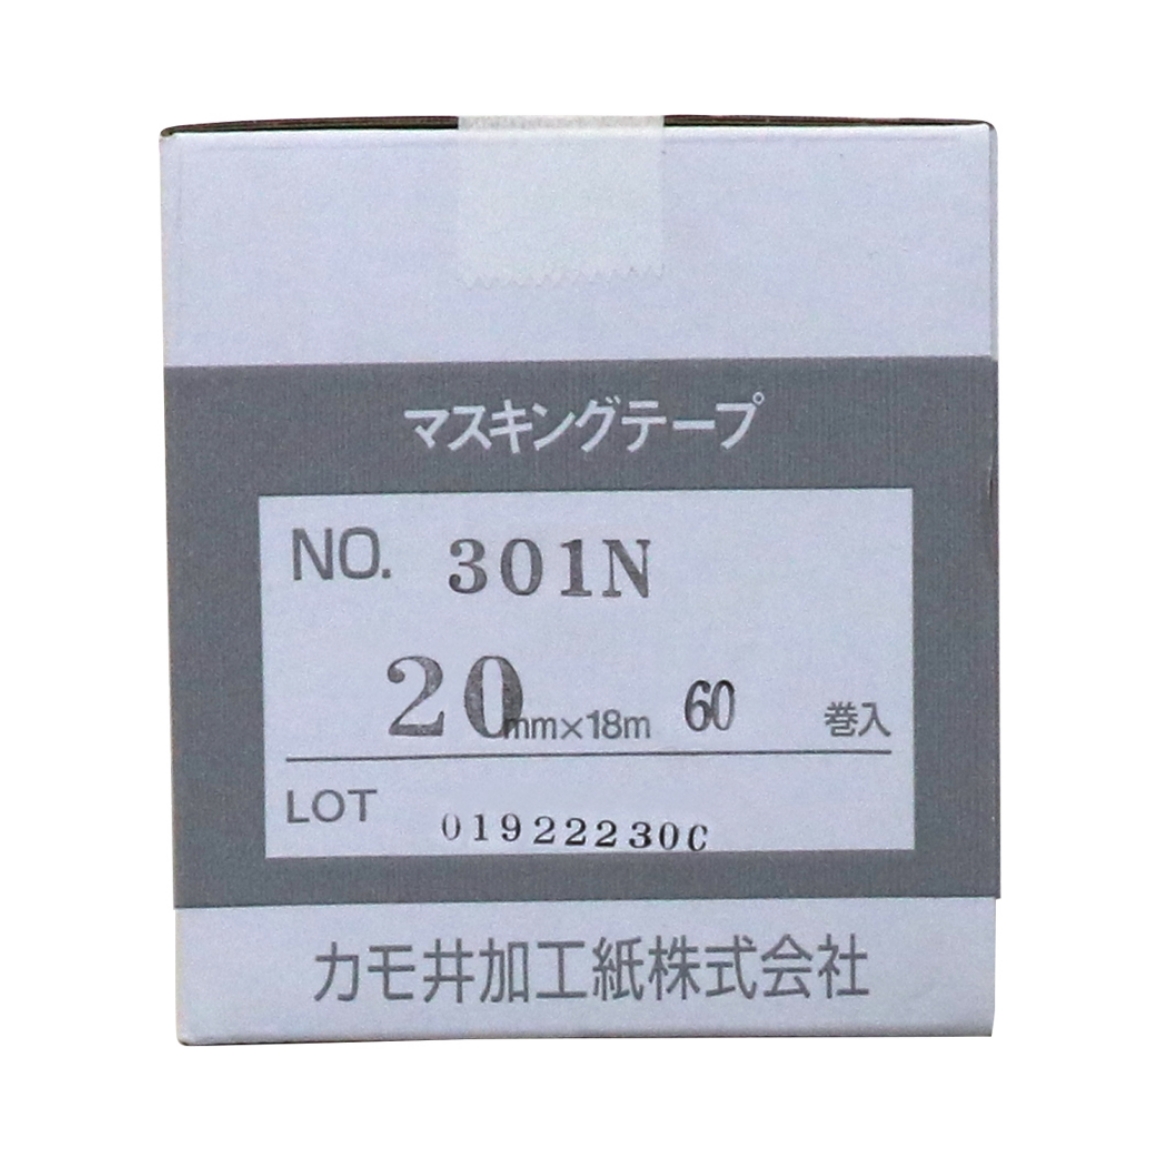 マスキングテープ
NO. 301N
20mm×18m 60 巻入
LOT 01922230C
カモ井加工紙株式会社